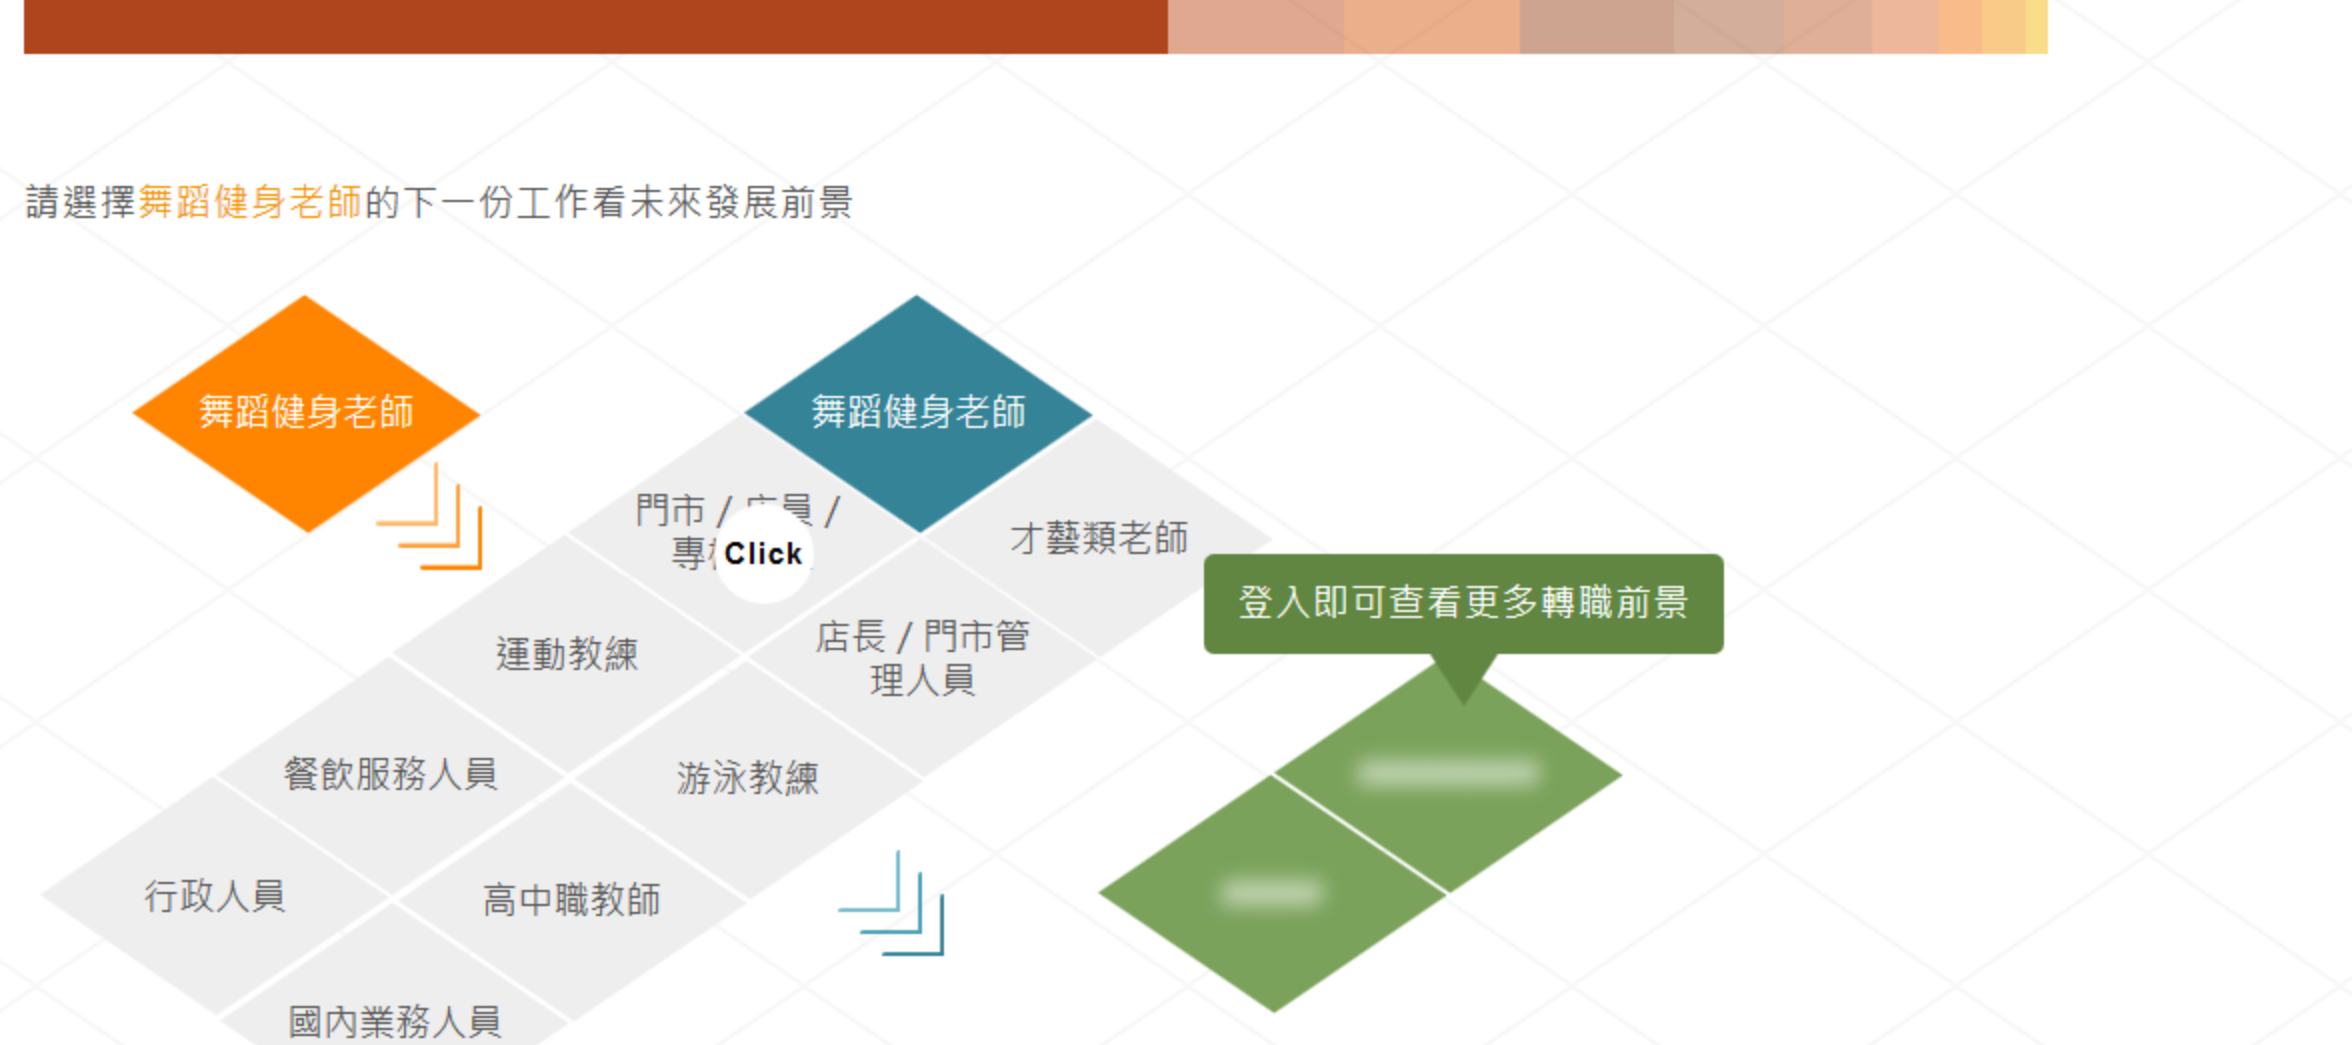 請選擇舞蹈健身老師的下一份工作看未來發展前景
舞蹈健身老師
舞蹈健身老師
門市 / 店員 /
專
Click
才藝類老師
登入即可查看更多轉職前景
運動教練
店長 / 門市管
理人員
餐飲服務人員
游泳教練
行政人員
高中職教師
國內業務人員